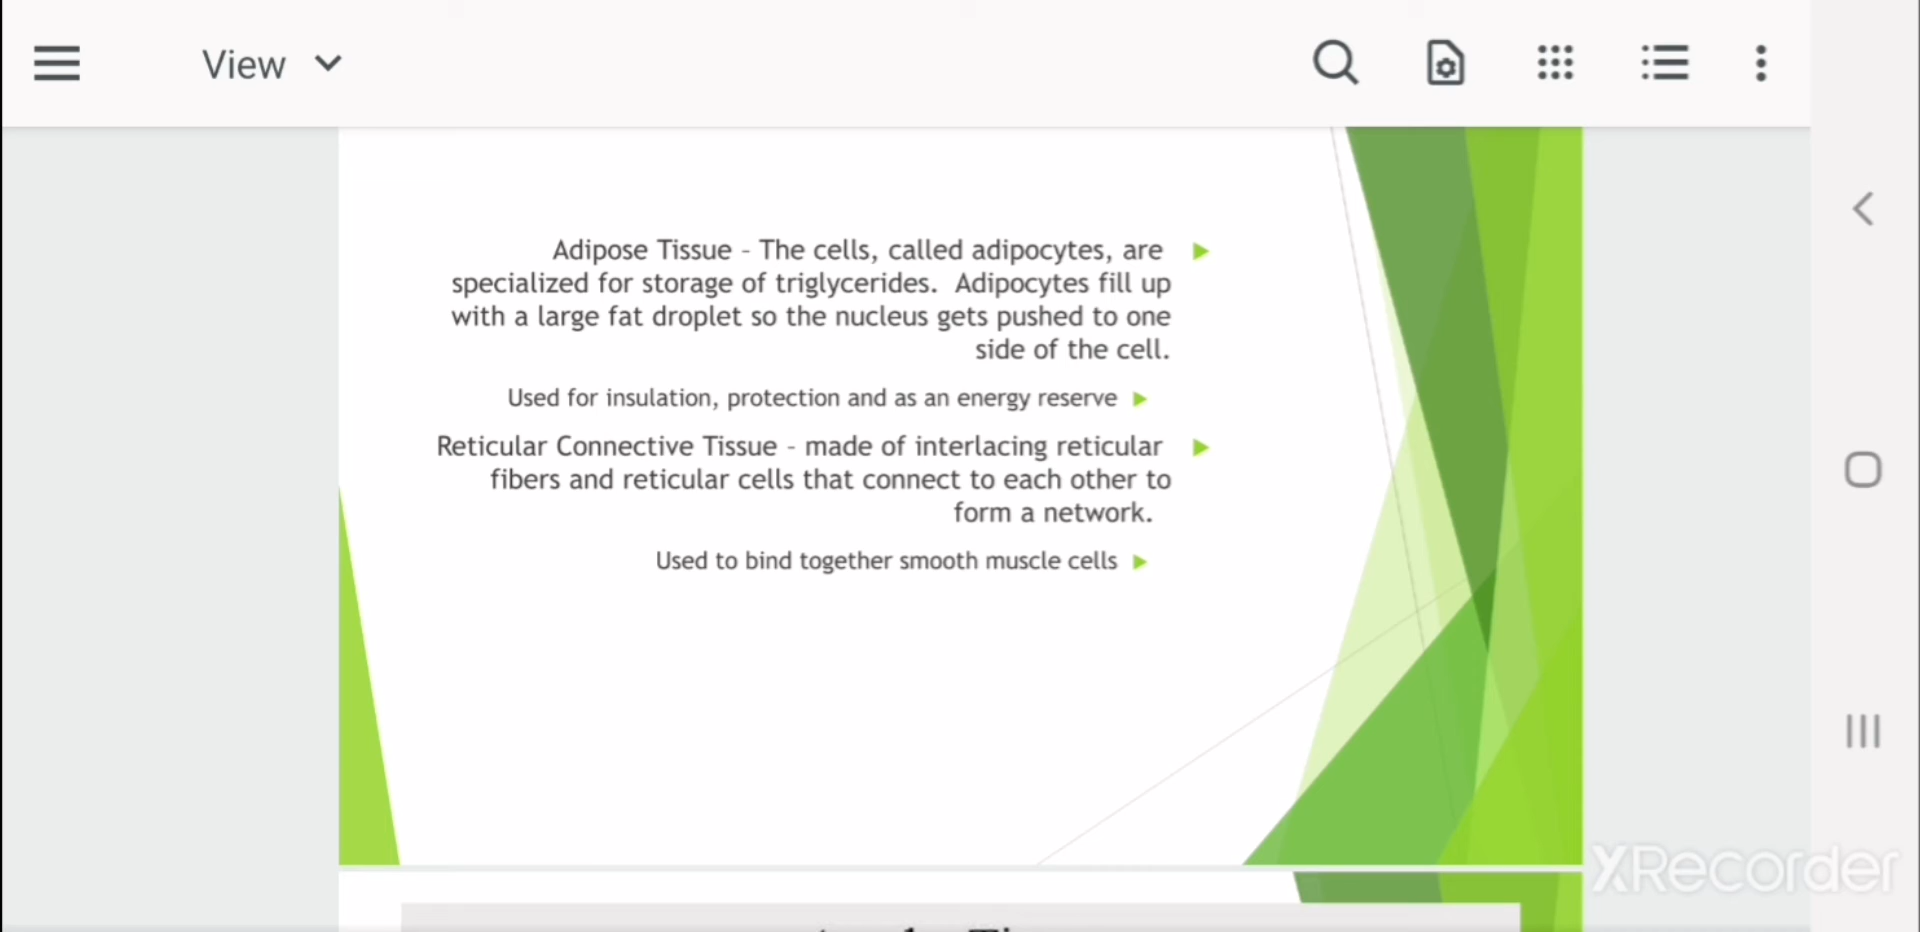 View
Adipose Tissue – The cells, called adipocytes, are
specialized for storage of triglycerides. Adipocytes fill up
with a large fat droplet so the nucleus gets pushed to one
side of the cell.
Used for insulation, protection and as an energy reserve
Reticular Connective Tissue – made of interlacing reticular
fibers and reticular cells that connect to each other to
form a network.
Used to bind together smooth muscle cells
XRecorder